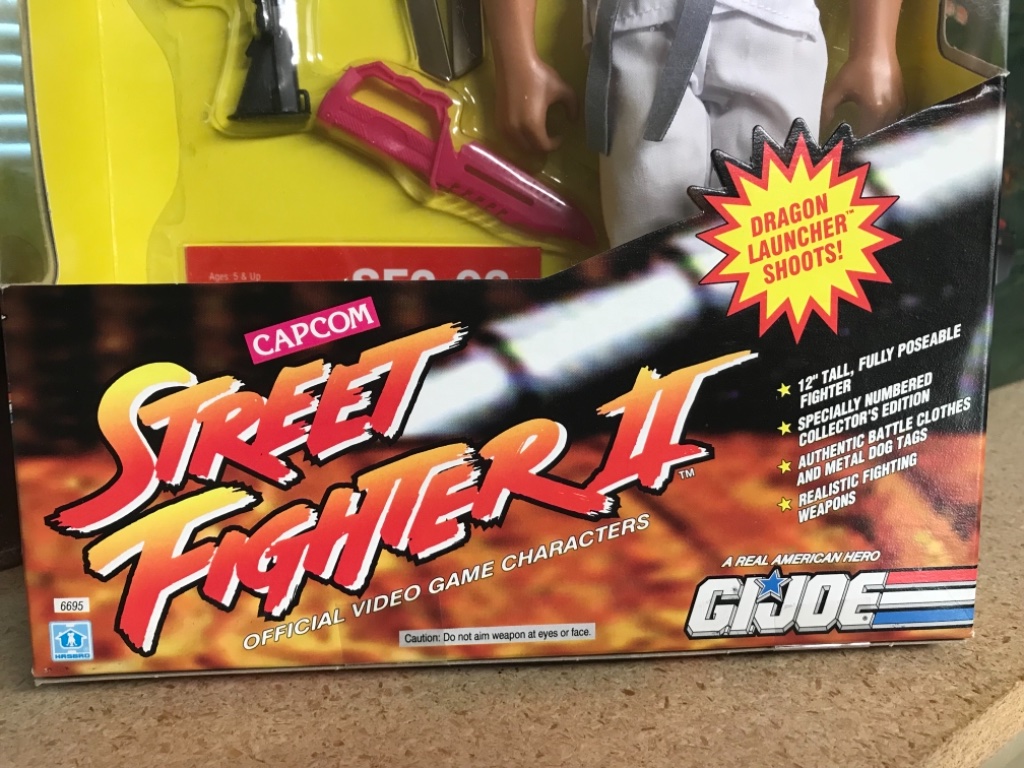 Ages 5 & Up
DRAGON
LAUNCHER™
SHOOTS!
CAPCOM
STREET
FIGHTER II™
OFFICIAL VIDEO GAME CHARACTERS
12" TALL, FULLY POSEABLE
FIGHTER
SPECIALLY NUMBERED
COLLECTOR'S EDITION
AUTHENTIC BATTLE CLOTHES
AND METAL DOG TAGS
REALISTIC FIGHTING
WEAPONS
A REAL AMERICAN HERO
G.I.JOE
6695
HASBRO
Caution: Do not aim weapon at eyes or face.